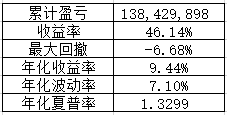 累计盈亏 138,429,898
收益率 46.14%
最大回撤 -6.68%
年化收益率 9.44%
年化波动率 7.10%
年化夏普率 1.3299